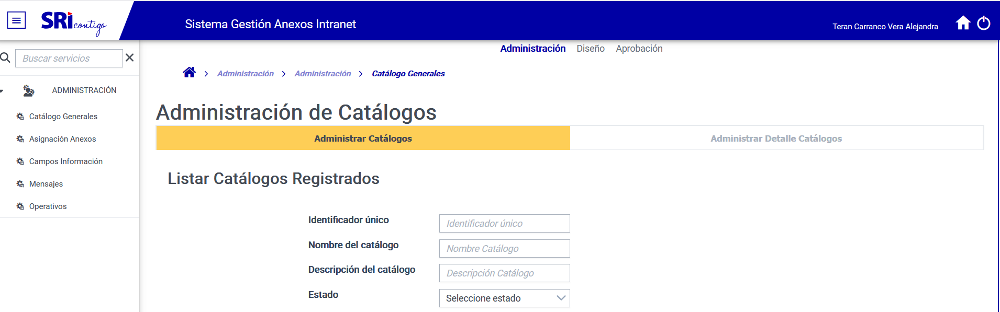 SRi contigo
Sistema Gestión Anexos Intranet
Teran Carranco Vera Alejandra
Buscar servicios
Administración Diseño Aprobación
Administración > Administración > Catálogo Generales
ADMINISTRACIÓN
Catálogo Generales
Asignación Anexos
Campos Información
Mensajes
Operativos
Administración de Catálogos
Administrar Catálogos
Administrar Detalle Catálogos
Listar Catálogos Registrados
Identificador único
Identificador único
Nombre del catálogo
Nombre Catálogo
Descripción del catálogo
Descripción Catálogo
Estado
Seleccione estado